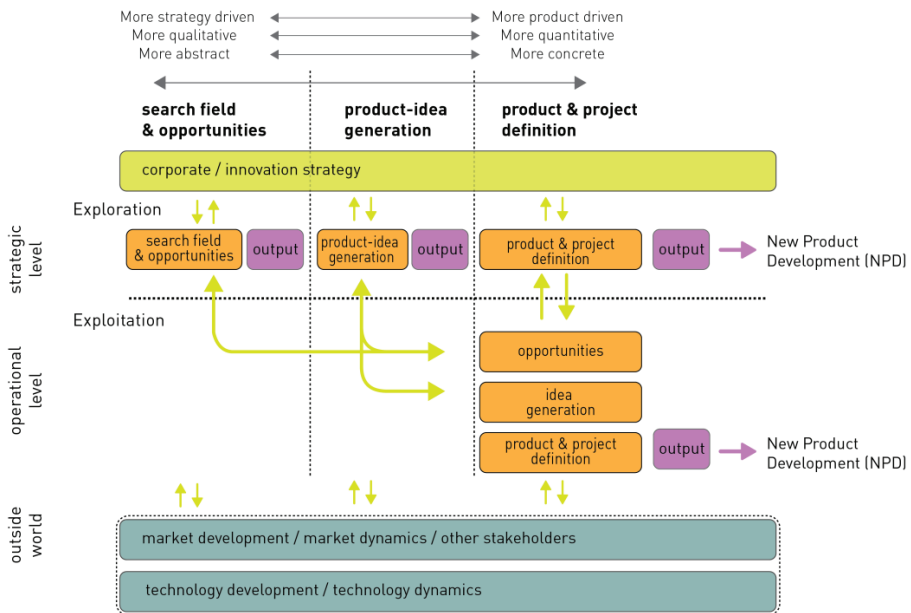 More strategy driven
More product driven
More qualitative
More quantitative
More abstract
More concrete
search field
& opportunities
product-idea
generation
product & project
definition
corporate / innovation strategy
Exploration
strategic
level
search field
& opportunities
output
product-idea
generation
output
product & project
definition
output
New Product
Development (NPD)
Exploitation
operational
level
opportunities
idea
generation
product & project
definition
output
New Product
Development (NPD)
outside
world
market development / market dynamics / other stakeholders
technology development / technology dynamics